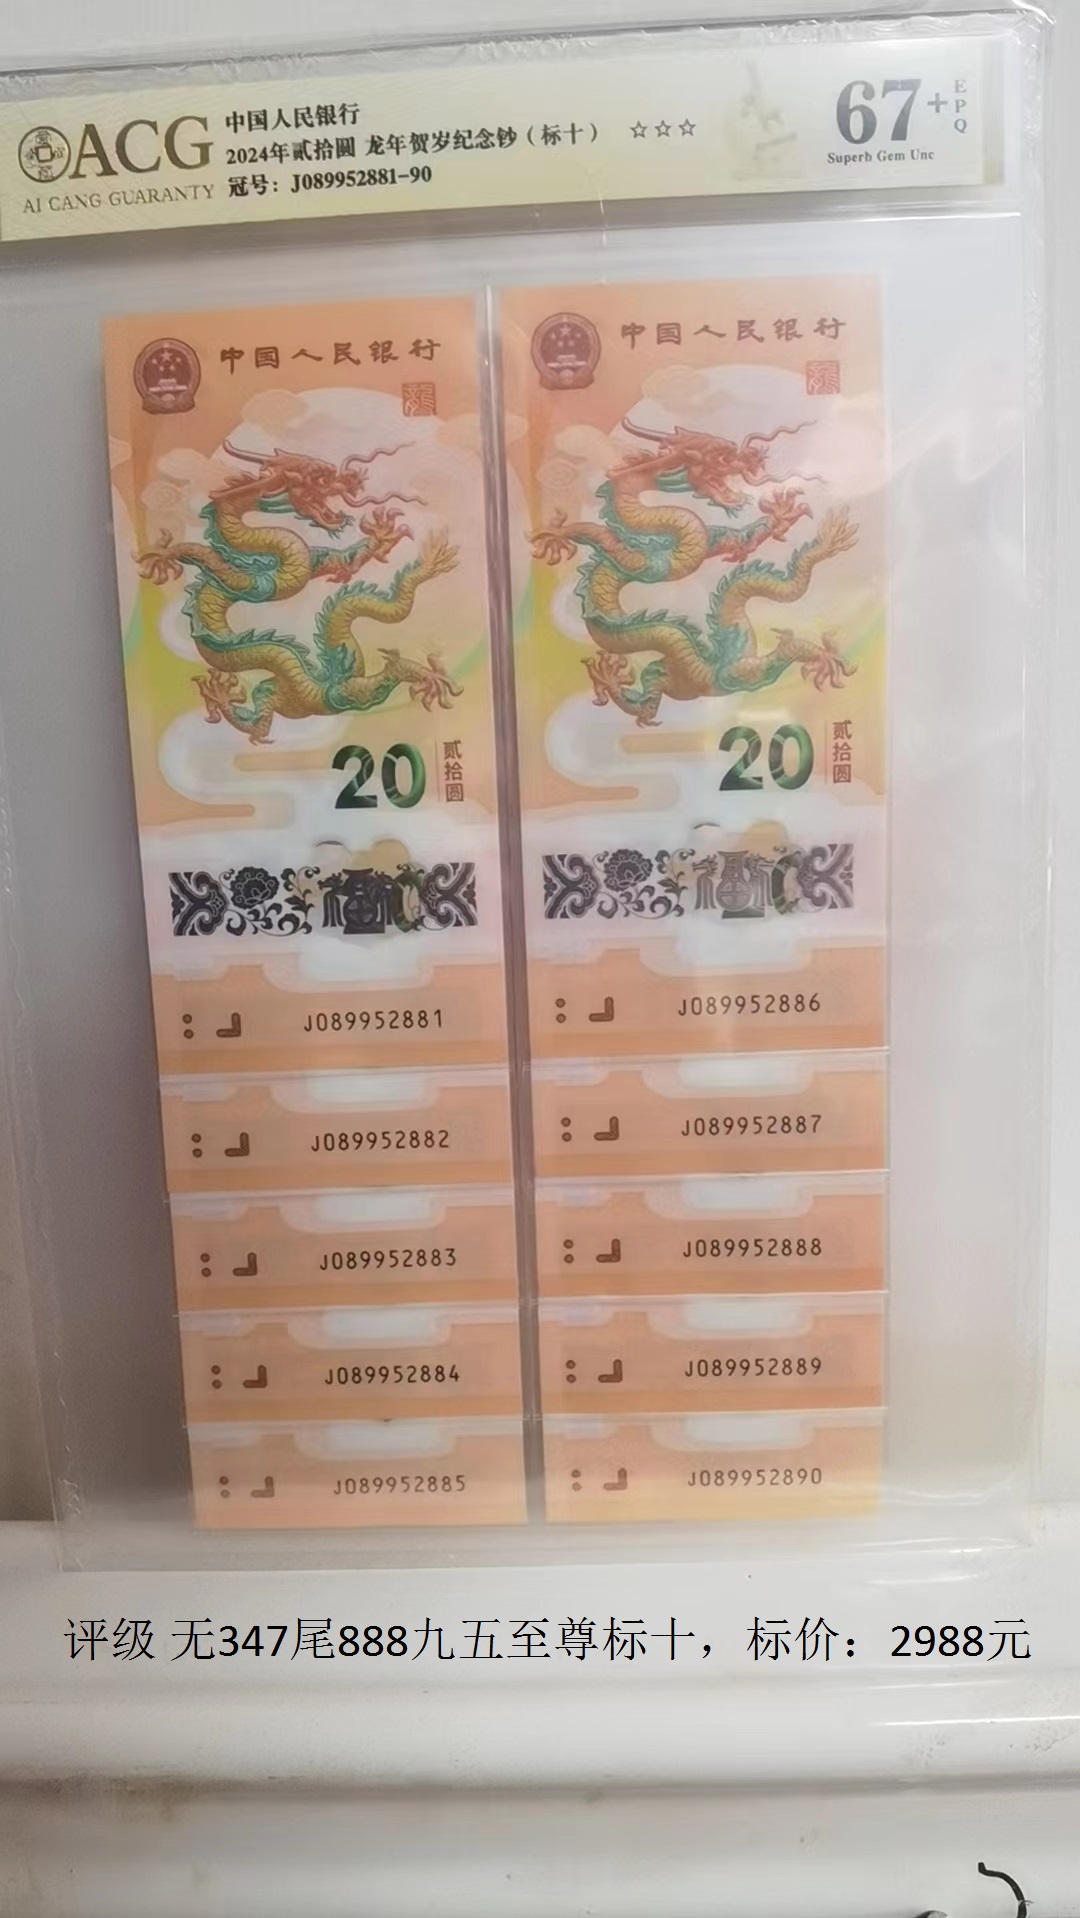 ACG
AI CANG GUARANTY
中国人民银行
2024年贰拾圆 龙年贺岁纪念钞（标十） ☆☆☆
冠号：J089952881-90
67+
EPQ
Superb Gem Unc
中国人民银行
20
贰拾圆
J089952881
J089952882
J089952883
J089952884
J089952885
中国人民银行
20
贰拾圆
J089952886
J089952887
J089952888
J089952889
J089952890
评级 无347尾888九五至尊标十，标价：2988元